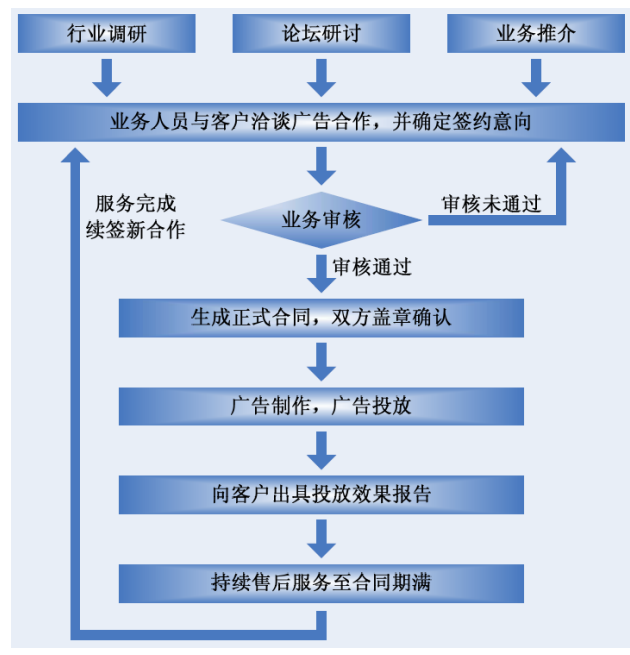 行业调研
论坛研讨
业务推介
业务人员与客户洽谈广告合作，并确定签约意向
服务完成
续签新合作
业务审核
审核未通过
审核通过
生成正式合同，双方盖章确认
广告制作，广告投放
向客户出具投放效果报告
持续售后服务至合同期满